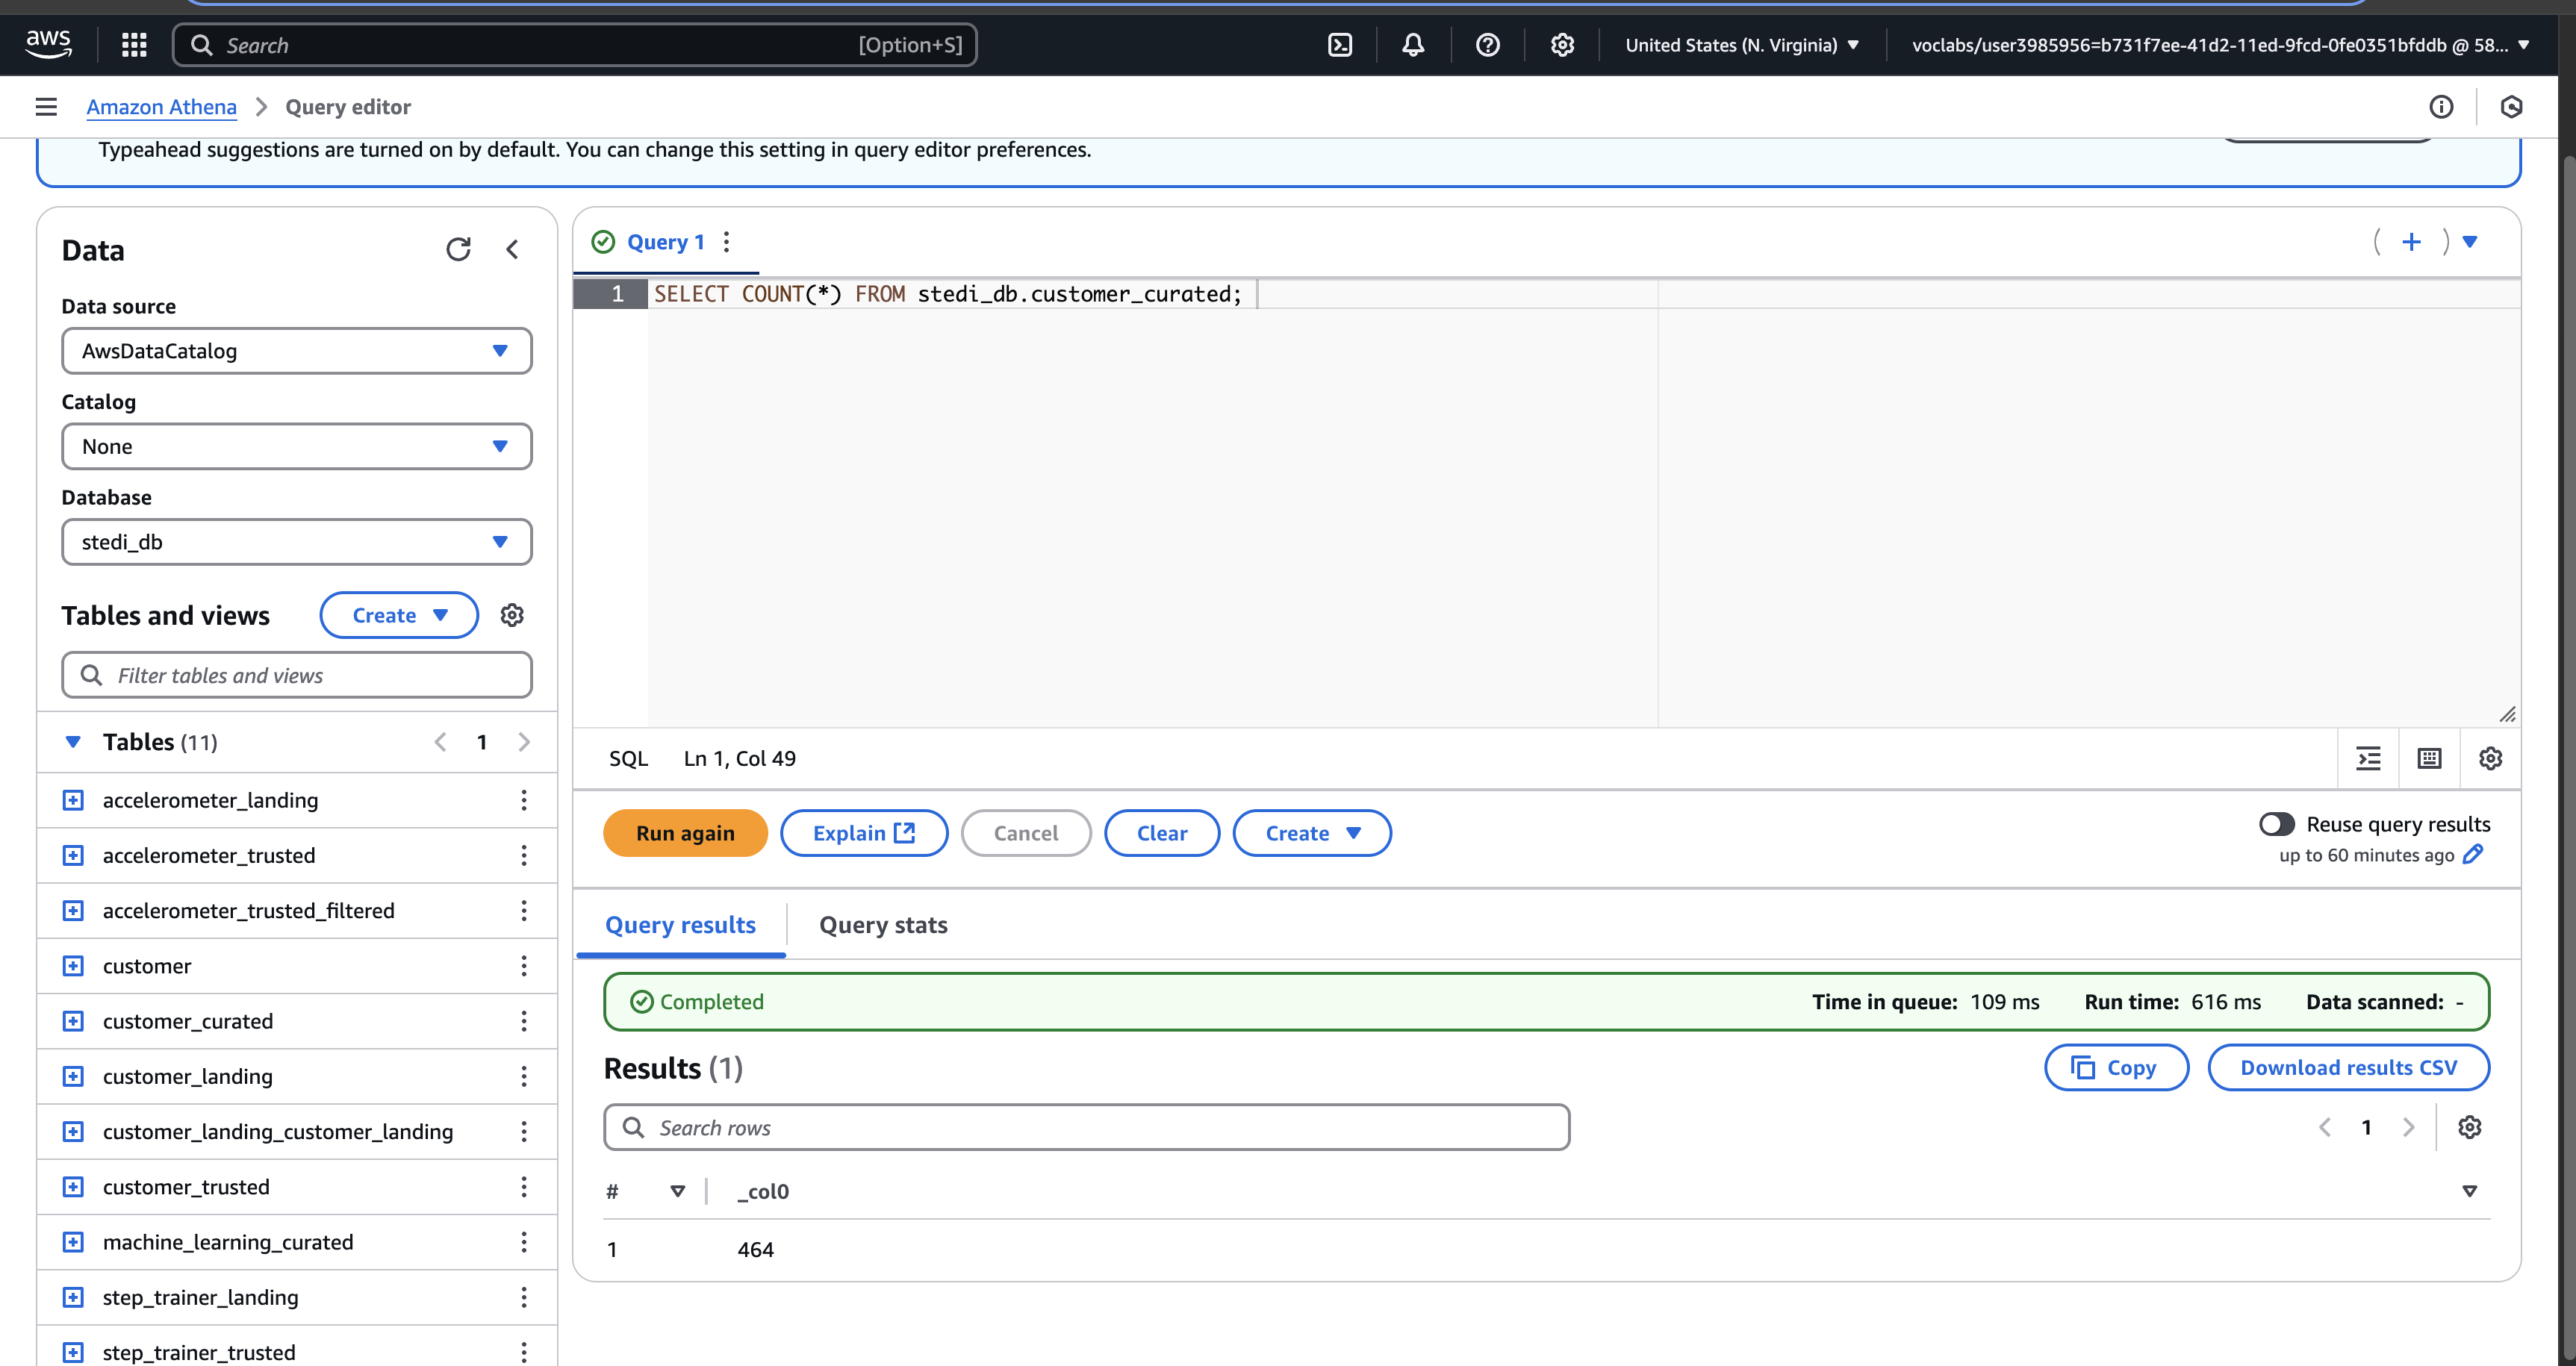 aws
Search
[Option+S]
United States (N. Virginia)
voclabs/user3985956=b731f7ee-41d2-11ed-9fcd-0fe0351bfddb @ 58...
Amazon Athena
Query editor
Typeahead suggestions are turned on by default. You can change this setting in query editor preferences.
Data
Data source
AwsDataCatalog
Catalog
None
Database
stedi_db
Tables and views
Create
Filter tables and views
Tables (11)
1
accelerometer_landing
accelerometer_trusted
accelerometer_trusted_filtered
customer
customer_curated
customer_landing
customer_landing_customer_landing
customer_trusted
machine_learning_curated
step_trainer_landing
step_trainer_trusted
Query 1
1 SELECT COUNT(*) FROM stedi_db.customer_curated;
SQL
Ln 1, Col 49
Run again
Explain
Cancel
Clear
Create
Reuse query results
up to 60 minutes ago
Query results
Query stats
Completed
Time in queue: 109 ms
Run time: 616 ms
Data scanned: -
Results (1)
Copy
Download results CSV
Search rows
1
# _col0
1 464